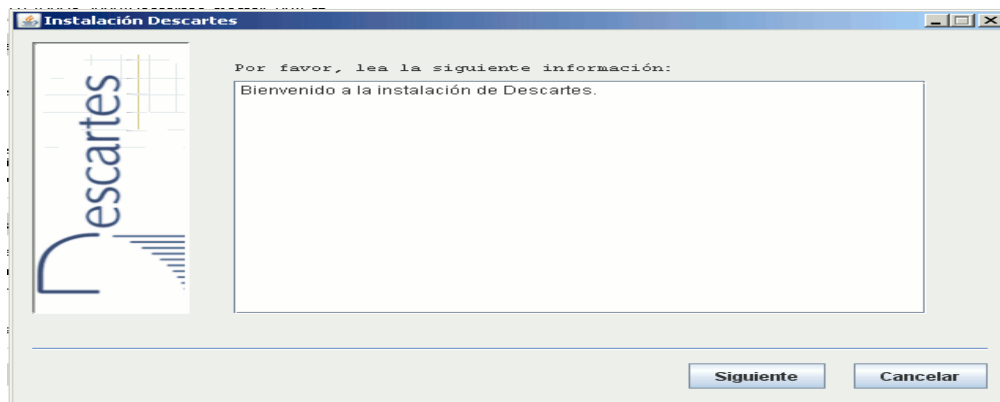 Instalación Descartes
Descartes
Por favor, lea la siguiente información:
Bienvenido a la instalación de Descartes.
Siguiente
Cancelar